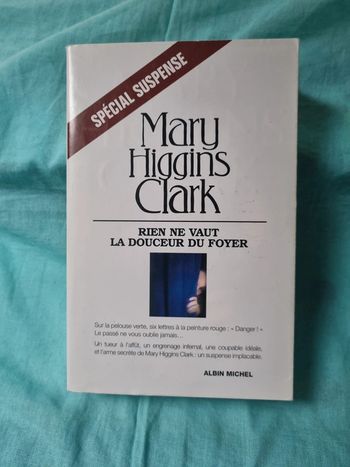 SPÉCIAL SUSPENSE
Mary
Higgins
Clark
RIEN NE VAUT
LA DOUCEUR DU FOYER
Sur la pelouse verte, six lettres à la peinture rouge : « Danger ! »
Le passé ne vous oublie jamais...
Un tueur à l'affût, un engrenage infernal, une coupable idéale,
et l'arme secrète de Mary Higgins Clark : un suspense implacable.
ALBIN MICHEL